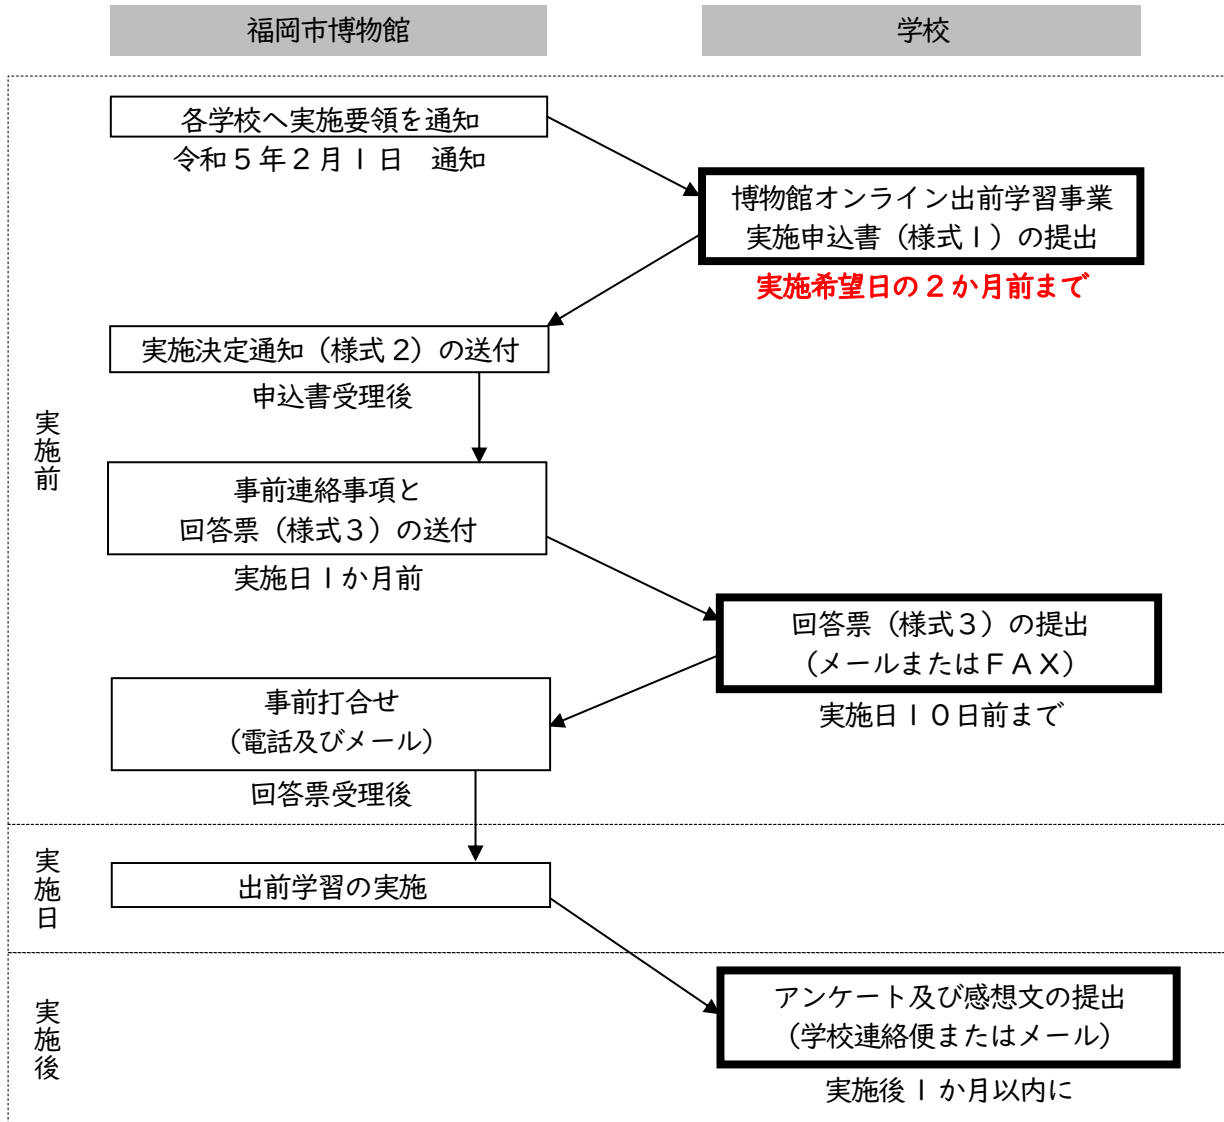 福岡市博物館
学校
実施前
各学校へ実施要領を通知
令和5年2月1日　通知
博物館オンライン出前学習事業
実施申込書（様式1）の提出
実施希望日の2か月前まで
実施決定通知（様式2）の送付
申込書受理後
事前連絡事項と
回答票（様式3）の送付
実施日1か月前
回答票（様式3）の提出
（メールまたはＦＡＸ）
実施日10日前まで
事前打合せ
（電話及びメール）
回答票受理後
実施日
出前学習の実施
実施後
アンケート及び感想文の提出
（学校連絡便またはメール）
実施後1か月以内に